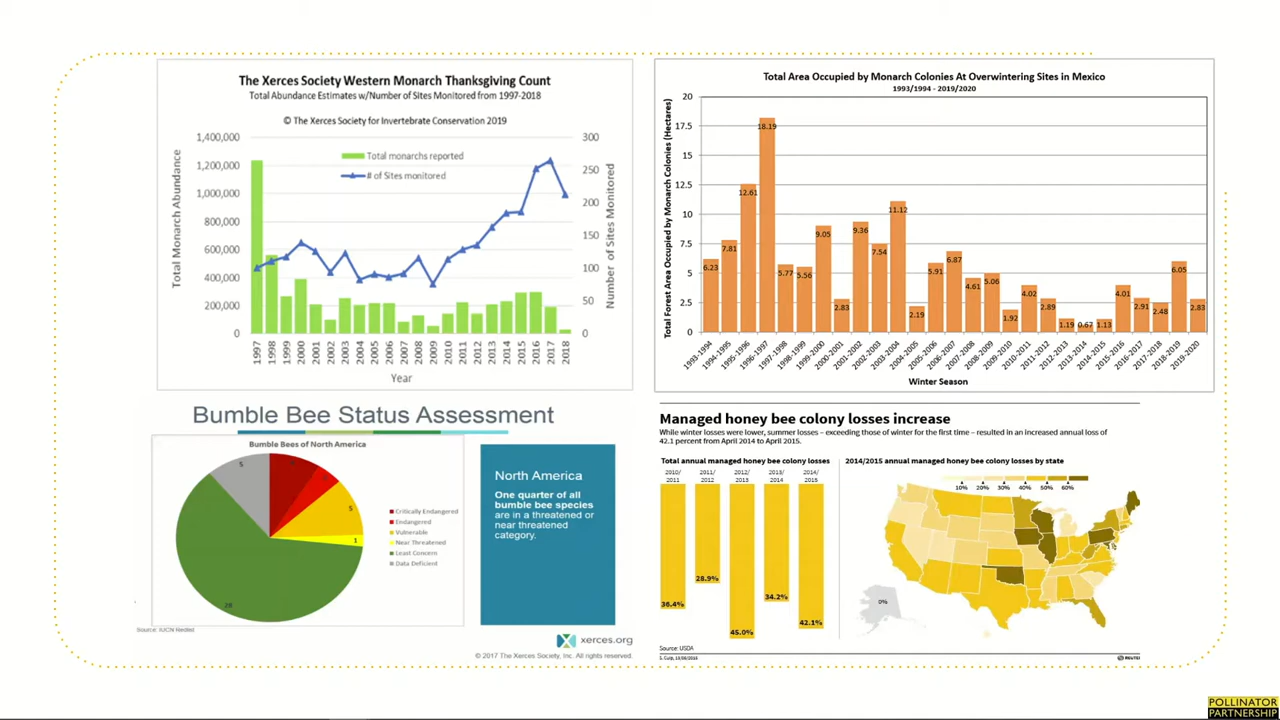 The Xerces Society Western Monarch Thanksgiving Count
Total Abundance Estimates w/Number of Sites Monitored from 1997-2018
© The Xerces Society for Invertebrate Conservation 2019
Total monarchs reported
# of Sites monitored
Total Monarch Abundance
1,400,000
1,200,000
1,000,000
800,000
600,000
400,000
200,000
0
Number of Sites Monitored
300
250
200
150
100
50
0
1997 1998 1999 2000 2001 2002 2003 2004 2005 2006 2007 2008 2009 2010 2011 2012 2013 2014 2015 2016 2017 2018
Year
Total Area Occupied by Monarch Colonies At Overwintering Sites in Mexico
1993/1994 - 2019/2020
Total Forest Area Occupied by Monarch Colonies (Hectares)
20
17.5
15
12.5
10
7.5
5
2.5
0
6.23 7.81 12.61 18.19 5.77 5.56 9.05 2.83 9.36 7.54 11.12 2.19 5.91 6.87 4.61 5.06 1.92 4.02 2.89 1.19 0.67 1.13 4.01 2.91 2.48 6.05 2.83
1993-1994 1994-1995 1995-1996 1996-1997 1997-1998 1998-1999 1999-2000 2000-2001 2001-2002 2002-2003 2003-2004 2004-2005 2005-2006 2006-2007 2007-2008 2008-2009 2009-2010 2010-2011 2011-2012 2012-2013 2013-2014 2014-2015 2015-2016 2016-2017 2017-2018 2018-2019 2019-2020
Winter Season
Bumble Bee Status Assessment
Bumble Bees of North America
5
5
1
28
Critically Endangered
Endangered
Vulnerable
Near Threatened
Least Concern
Data Deficient
Source: IUCN Redlist
North America
One quarter of all
bumble bee species
are in a threatened or
near threatened
category.
xerces.org
© 2017 The Xerces Society, Inc. All rights reserved.
Managed honey bee colony losses increase
While winter losses were lower, summer losses – exceeding those of winter for the first time – resulted in an increased annual loss of
42.1 percent from April 2014 to April 2015.
Total annual managed honey bee colony losses
2010/ 2011/ 2012/ 2013/ 2014/
2011 2012 2013 2014 2015
36.4%
28.9%
45.0%
34.2%
42.1%
2014/2015 annual managed honey bee colony losses by state
10% 20% 30% 40% 50% 60%
0%
Source: USDA
REUTERS
POLLINATOR
PARTNERSHIP